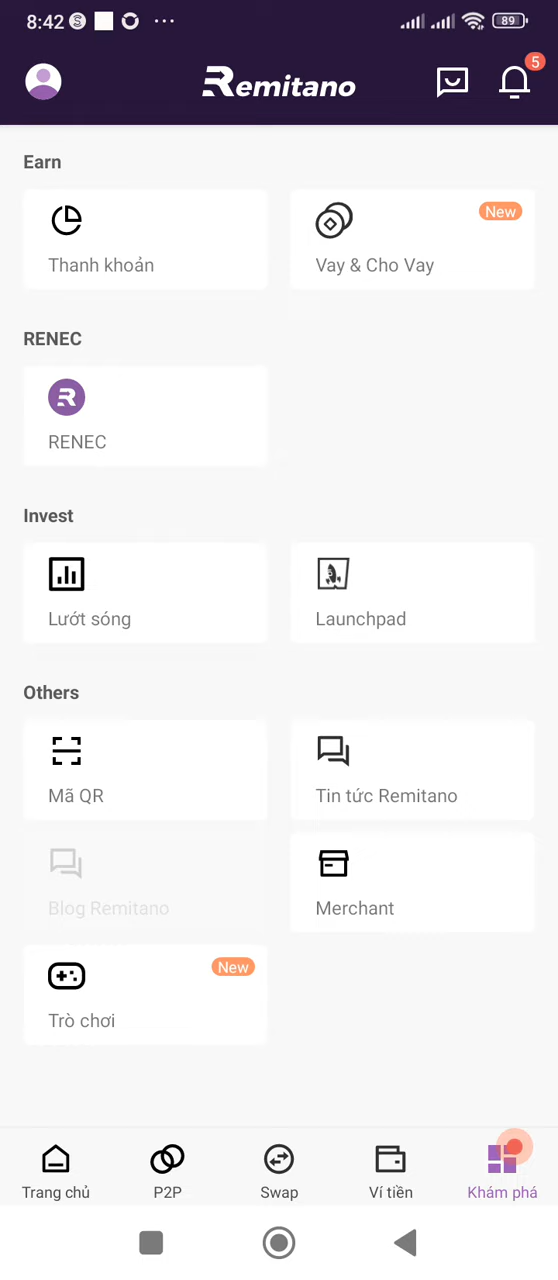 8:42
89
Remitano
5
Earn
Thanh khoản
New
Vay & Cho Vay
RENEC
RENEC
Invest
Lướt sóng
Launchpad
Others
Mã QR
Tin tức Remitano
Blog Remitano
Merchant
New
Trò chơi
Trang chủ
P2P
Swap
Ví tiền
Khám phá